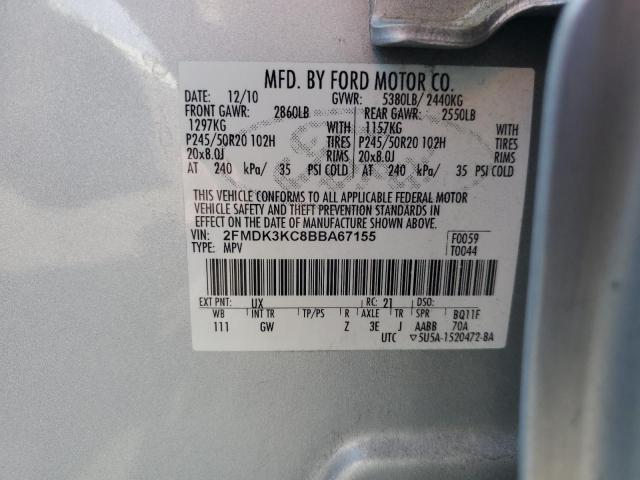 MFD. BY FORD MOTOR CO.
DATE: 12/10 GVWR: 5380LB/ 2440KG
FRONT GAWR: 2860LB REAR GAWR: 2550LB
1297KG WITH 1157KG WITH
P245/50R20 102H TIRES P245/50R20 102H TIRES
20x8.0J RIMS 20x8.0J RIMS
AT 240 kPa/ 35 PSI COLD AT 240 kPa/ 35 PSI COLD
THIS VEHICLE CONFORMS TO ALL APPLICABLE FEDERAL MOTOR
VEHICLE SAFETY AND THEFT PREVENTION STANDARDS IN
EFFECT ON THE DATE OF MANUFACTURE SHOWN ABOVE.
VIN: 2FMDK3KC8BBA67155 F0059
TYPE: MPV T0044
EXT PNT: UX RC: 21 DSO:
WB INT TR TP/PS R AXLE TR SPR BQ11F
111 GW Z 3E J AABB 70A
UTC ▽5U5A-1520472-BA